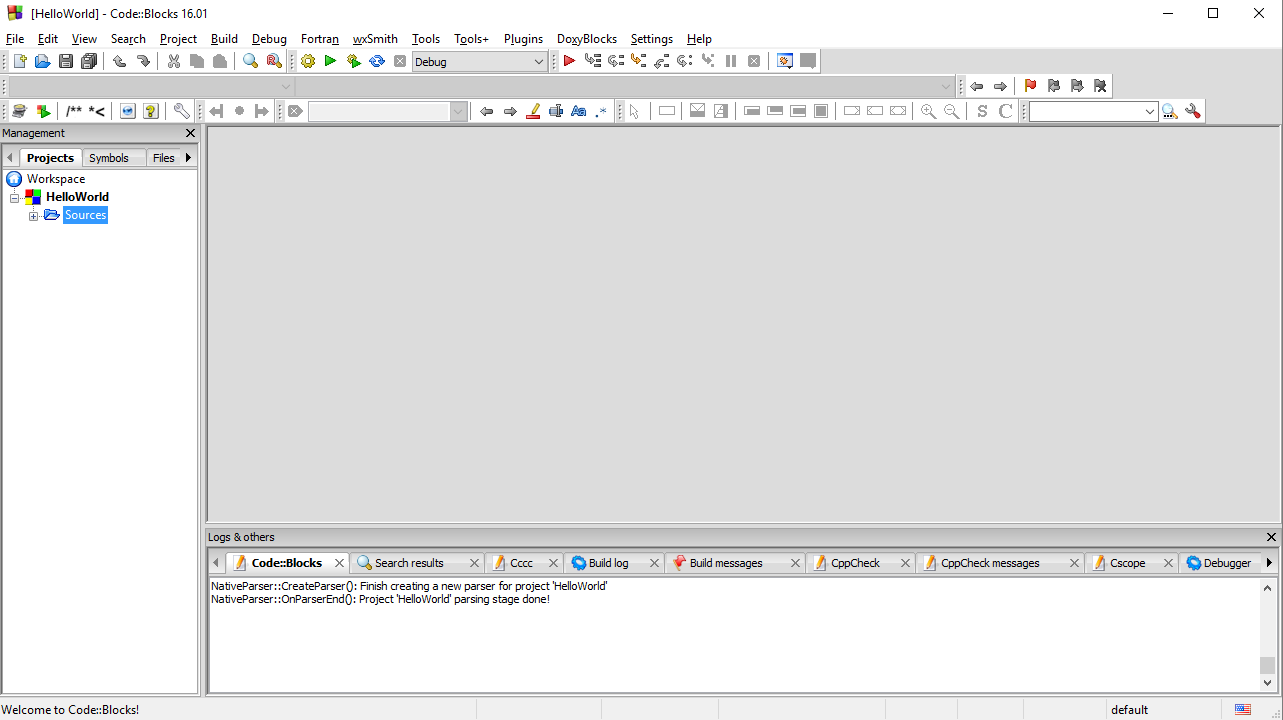 [HelloWorld] - Code::Blocks 16.01
File Edit View Search Project Build Debug Fortran wxSmith Tools Tools+ Plugins DoxyBlocks Settings Help
Debug
/** *<
Aa .*
S C
Management
Projects Symbols Files
Workspace
HelloWorld
Sources
Logs & others
Code::Blocks Search results Cccc Build log Build messages CppCheck CppCheck messages Cscope Debugger
NativeParser::CreateParser(): Finish creating a new parser for project 'HelloWorld'
NativeParser::OnParserEnd(): Project 'HelloWorld' parsing stage done!
Welcome to Code::Blocks!
default